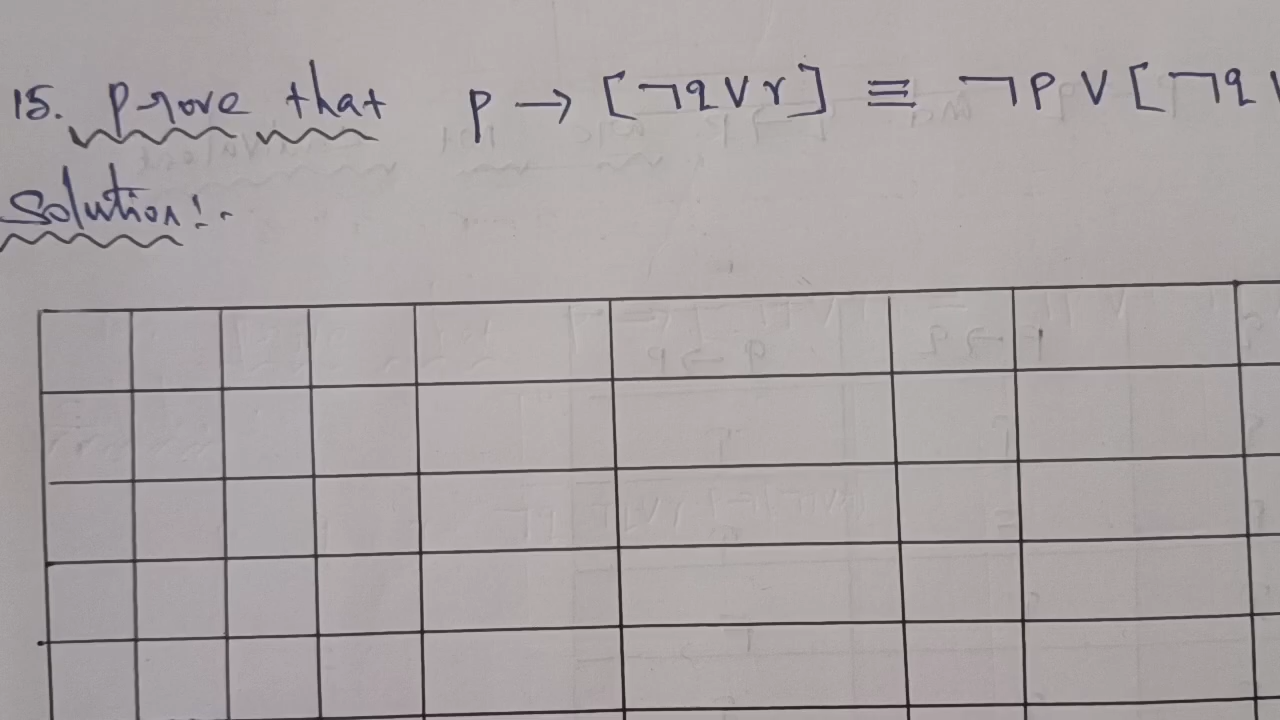 15. Prove that p → [¬q ∨ r] ≡ ¬p ∨ [¬q ∨
Solution:-